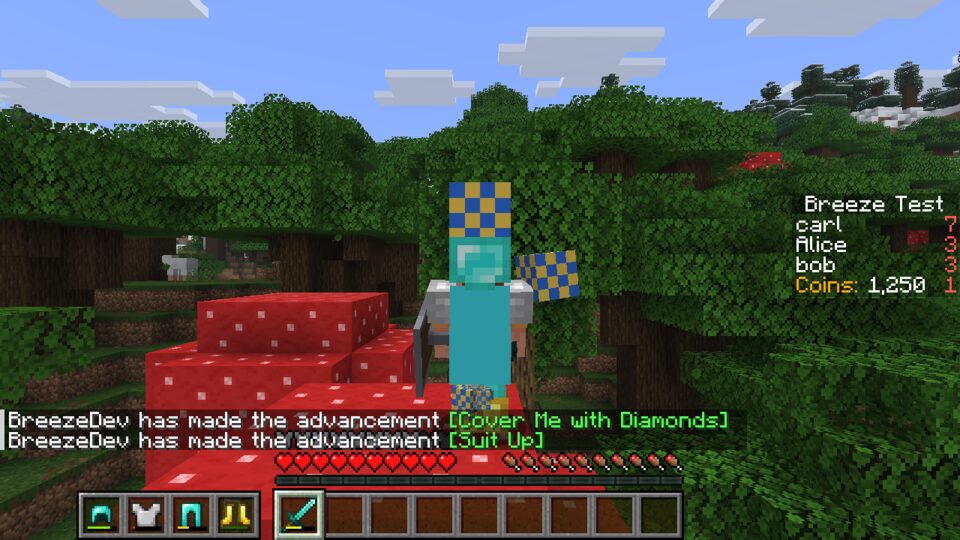 Breeze Test
carl 7
Alice 3
bob 3
Coins: 1,250 1
BreezeDev has made the advancement [Cover Me with Diamonds]
BreezeDev has made the advancement [Suit Up]